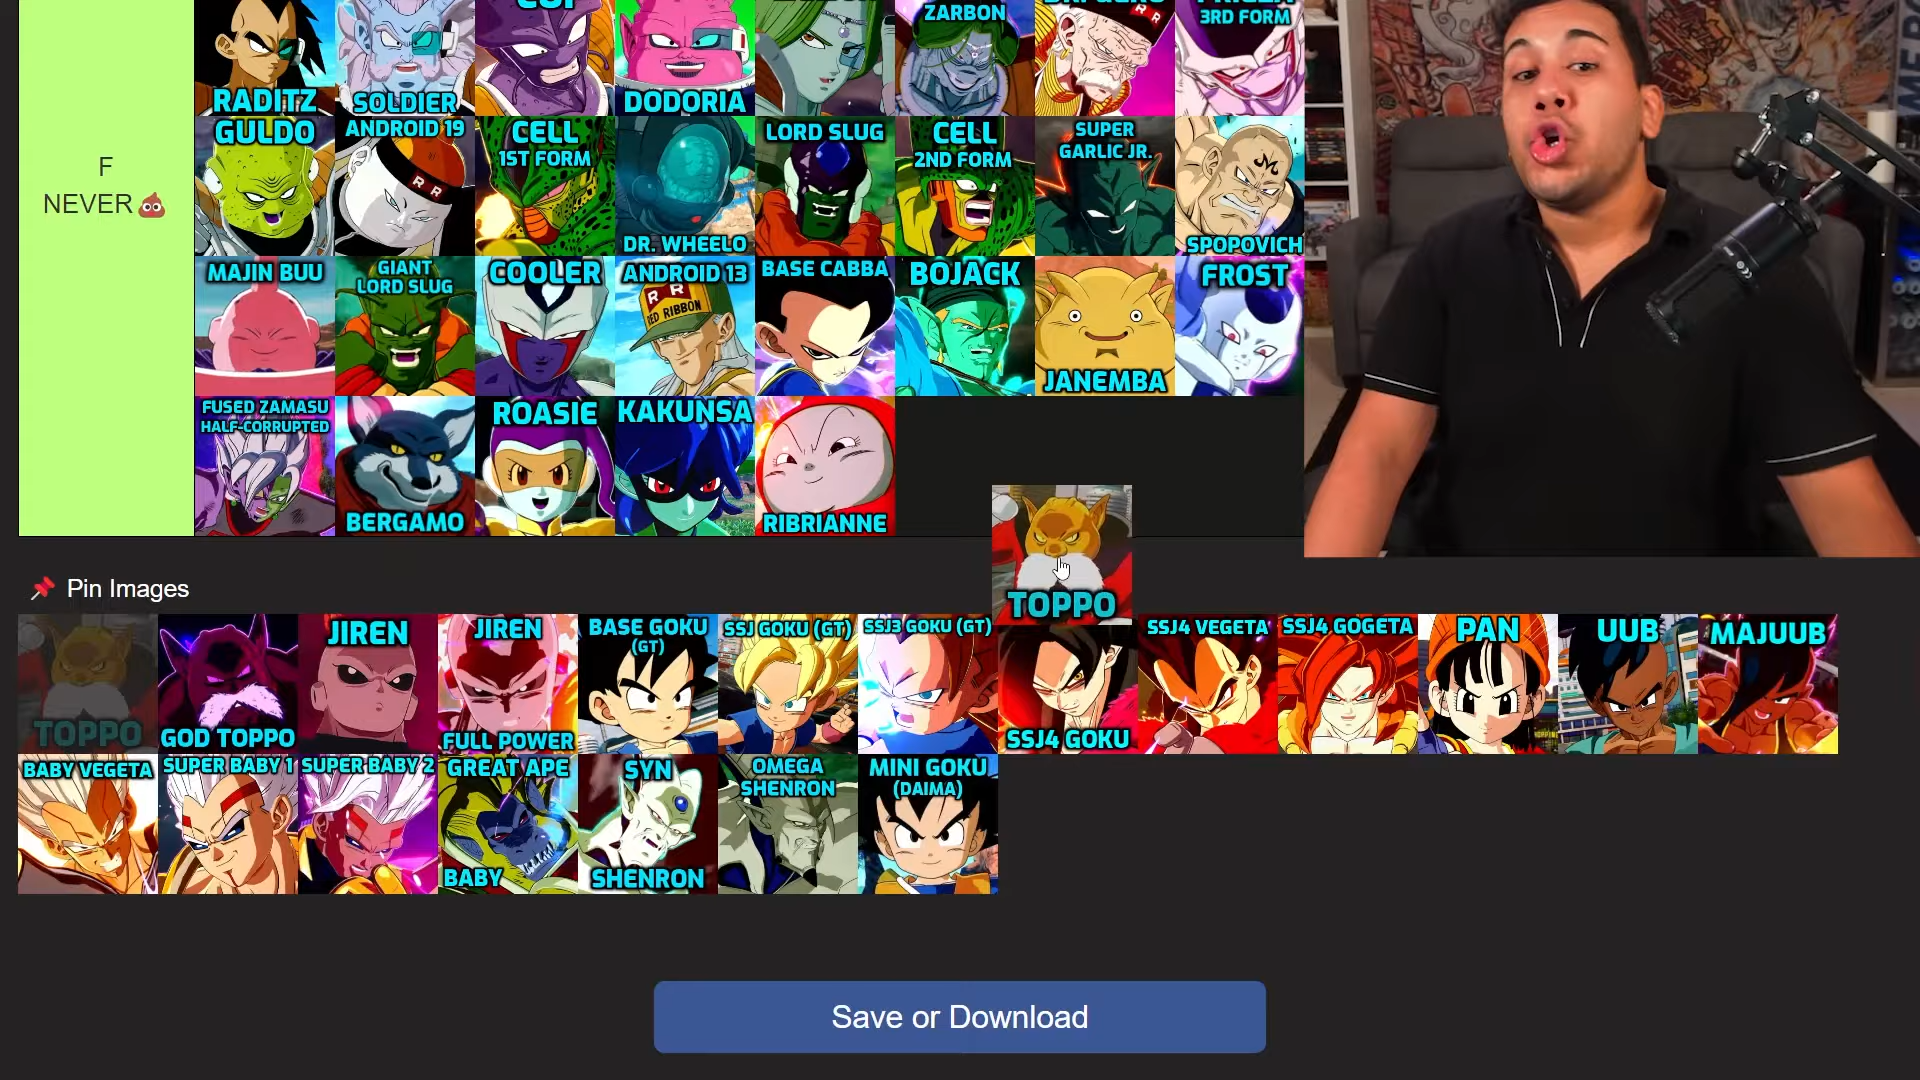 ZARBON
3RD FORM
F
NEVER💩
RADITZ
SOLDIER
DODORIA
GULDO
ANDROID 19
CELL
1ST FORM
DR. WHEELO
LORD SLUG
CELL
2ND FORM
SUPER
GARLIC JR.
SPOPOVICH
MAJIN BUU
GIANT
LORD SLUG
COOLER
ANDROID 13
RED RIBBON
BASE CABBA
BOJACK
JANEMBA
FROST
FUSED ZAMASU
HALF-CORRUPTED
BERGAMO
ROASIE
KAKUNSA
RIBRIANNE
TOPPO
📌 Pin Images
TOPPO
GOD TOPPO
JIREN
JIREN
FULL POWER
BASE GOKU
(GT)
SSJ GOKU (GT)
SSJ3 GOKU (GT)
SSJ4 GOKU
SSJ4 VEGETA
SSJ4 GOGETA
PAN
UUB
MAJUUB
BABY VEGETA
SUPER BABY 1
SUPER BABY 2
GREAT APE
BABY
SYN
SHENRON
OMEGA
SHENRON
MINI GOKU
(DAIMA)
Save or Download